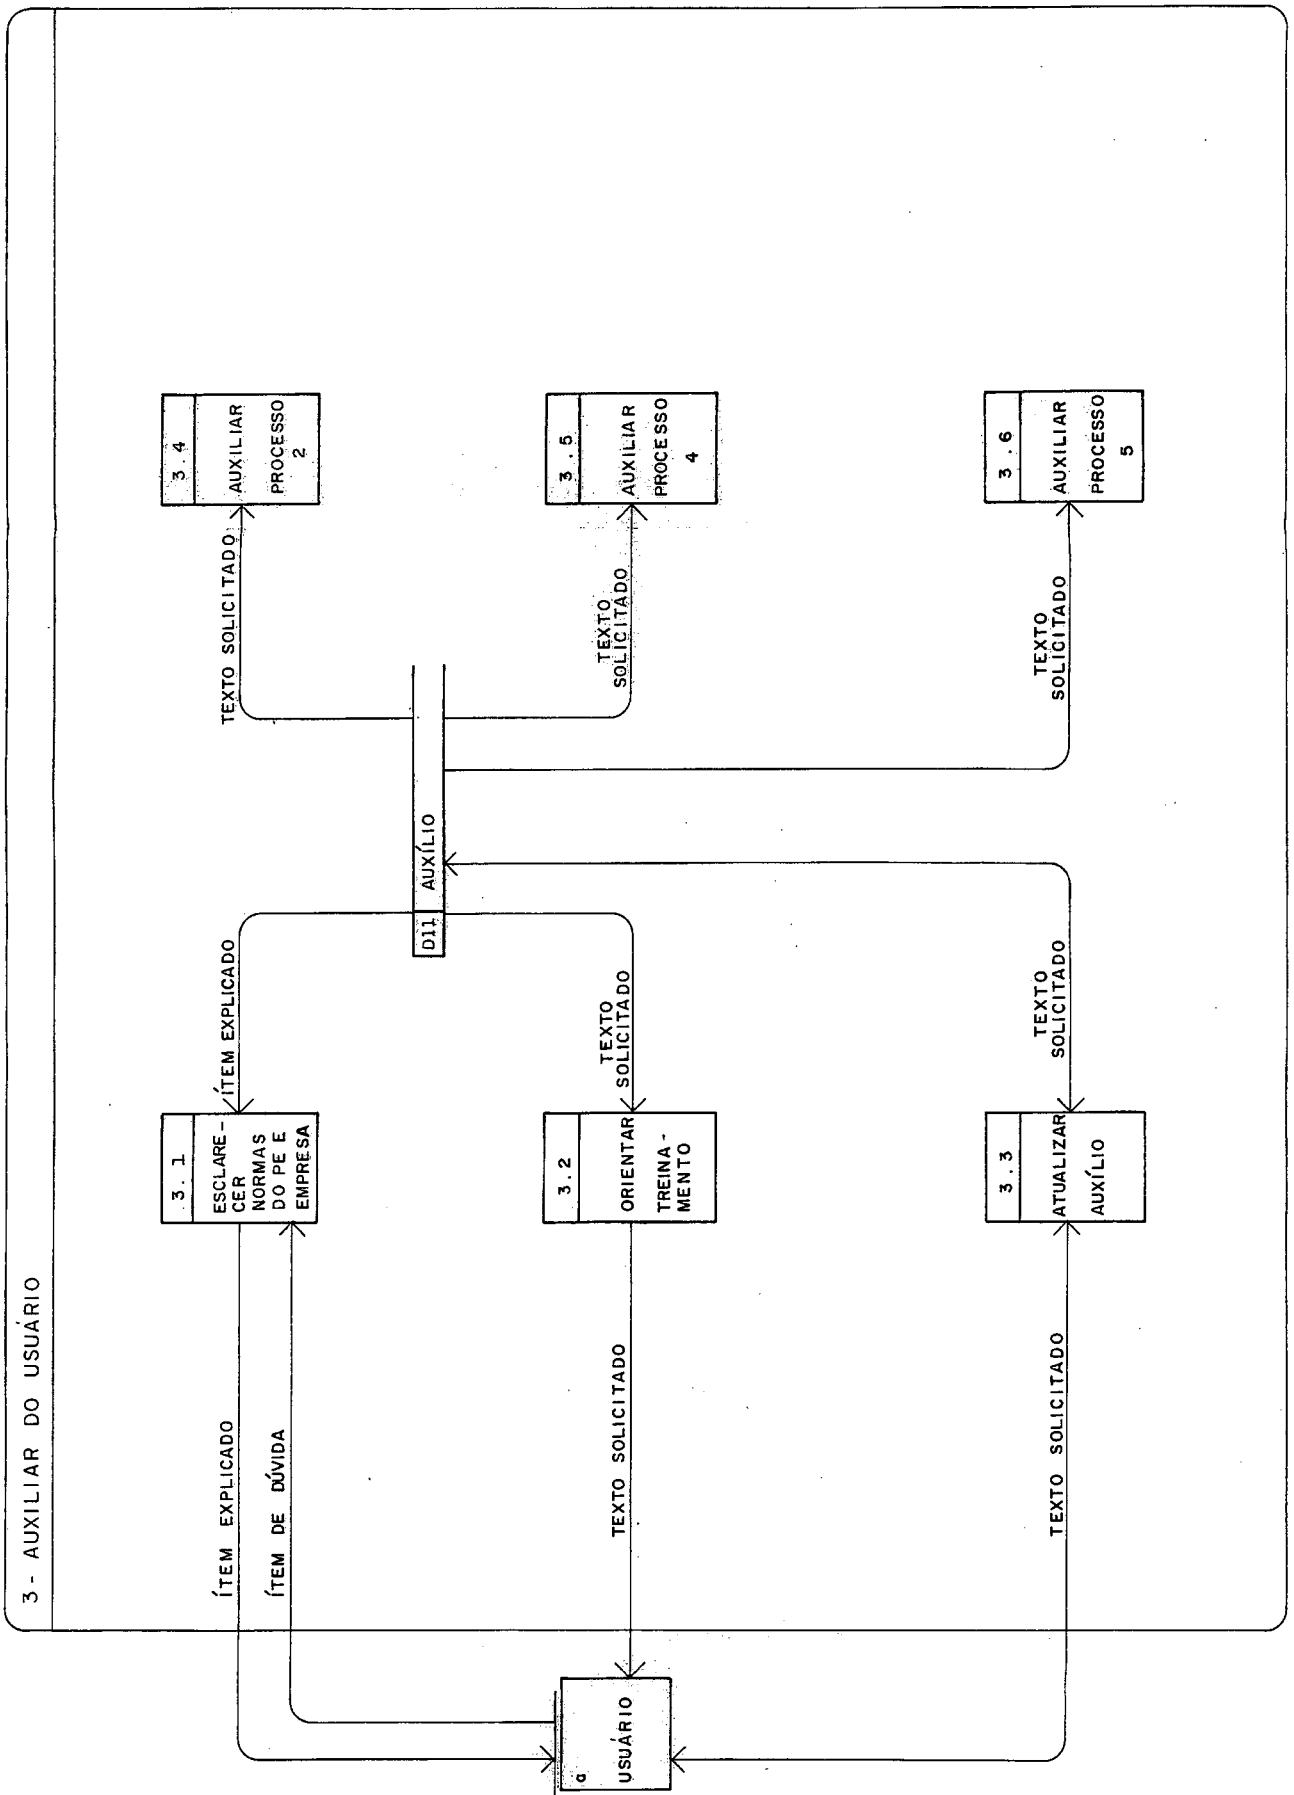 3 - AUXILIAR DO USUÁRIO
a
USUÁRIO
ÍTEM EXPLICADO
ÍTEM DE DÚVIDA
3.1
ESCLARE-
CER
NORMAS
DO PE E
EMPRESA
ÍTEM EXPLICADO
TEXTO SOLICITADO
3.4
AUXILIAR
PROCESSO
2
D11 AUXÍLIO
TEXTO SOLICITADO
3.2
ORIENTAR
TREINA-
MENTO
TEXTO
SOLICITADO
TEXTO
SOLICITADO
3.5
AUXILIAR
PROCESSO
4
TEXTO SOLICITADO
3.3
ATUALIZAR
AUXÍLIO
TEXTO
SOLICITADO
TEXTO
SOLICITADO
3.6
AUXILIAR
PROCESSO
5